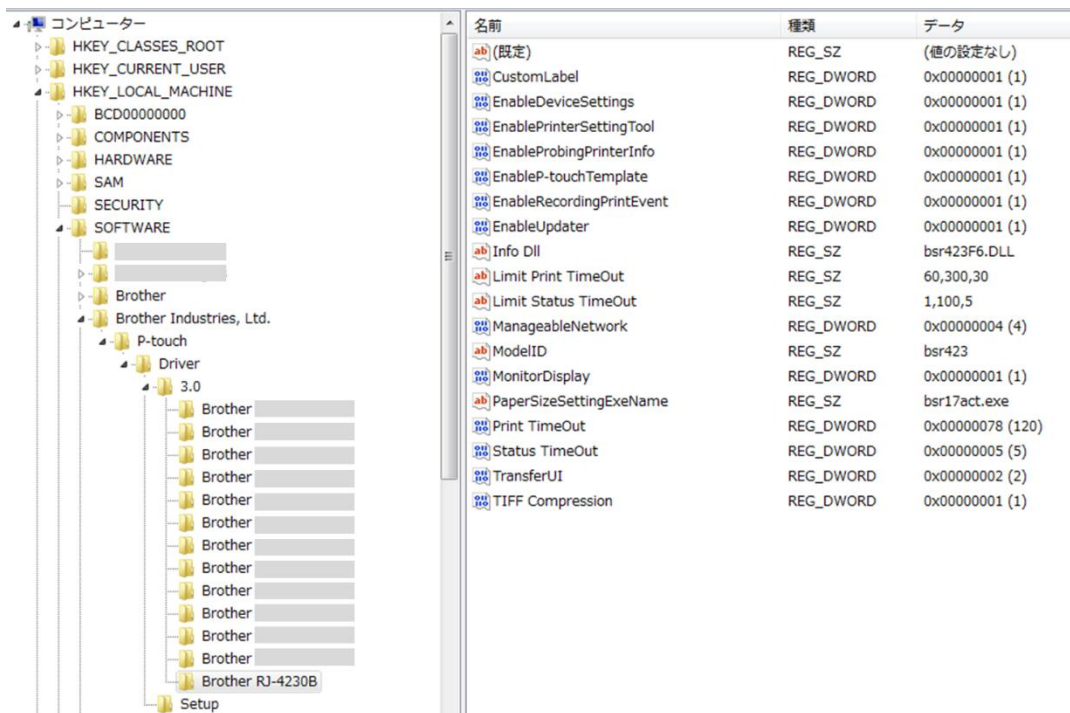 コンピューター
HKEY_CLASSES_ROOT
HKEY_CURRENT_USER
HKEY_LOCAL_MACHINE
BCD00000000
COMPONENTS
HARDWARE
SAM
SECURITY
SOFTWARE
Brother
Brother Industries, Ltd.
P-touch
Driver
3.0
Brother
Brother
Brother
Brother
Brother
Brother
Brother
Brother
Brother
Brother
Brother
Brother
Brother RJ-4230B
Setup
名前 種類 データ
(既定) REG_SZ (値の設定なし)
CustomLabel REG_DWORD 0x00000001 (1)
EnableDeviceSettings REG_DWORD 0x00000001 (1)
EnablePrinterSettingTool REG_DWORD 0x00000001 (1)
EnableProbingPrinterInfo REG_DWORD 0x00000001 (1)
EnableP-touchTemplate REG_DWORD 0x00000001 (1)
EnableRecordingPrintEvent REG_DWORD 0x00000001 (1)
EnableUpdater REG_DWORD 0x00000001 (1)
Info Dll REG_SZ bsr423F6.DLL
Limit Print TimeOut REG_SZ 60,300,30
Limit Status TimeOut REG_SZ 1,100,5
ManageableNetwork REG_DWORD 0x00000004 (4)
ModelID REG_SZ bsr423
MonitorDisplay REG_DWORD 0x00000001 (1)
PaperSizeSettingExeName REG_SZ bsr17act.exe
Print TimeOut REG_DWORD 0x00000078 (120)
Status TimeOut REG_DWORD 0x00000005 (5)
TransferUI REG_DWORD 0x00000002 (2)
TIFF Compression REG_DWORD 0x00000001 (1)